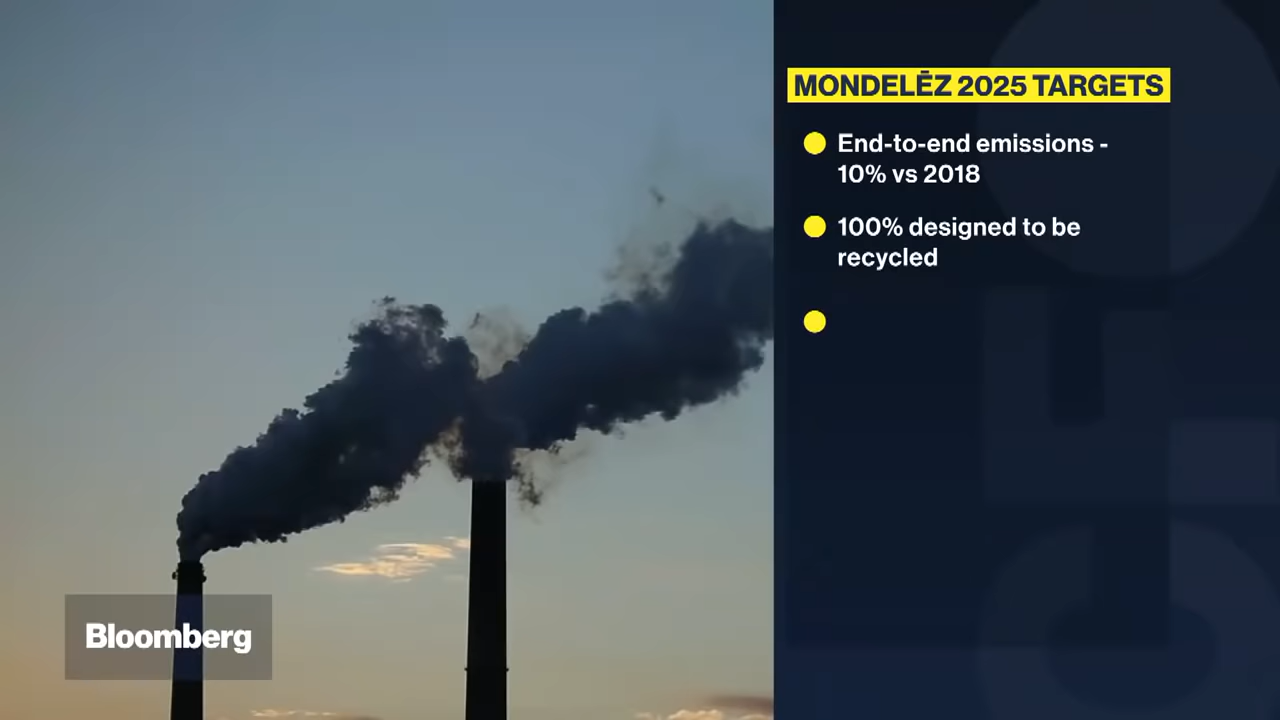 MONDELĒZ 2025 TARGETS
End-to-end emissions -
10% vs 2018
100% designed to be
recycled
Bloomberg